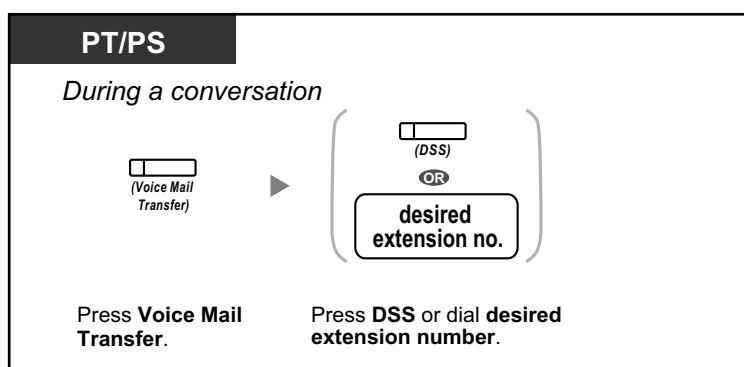 PT/PS
During a conversation
(Voice Mail
Transfer)
(DSS)
OR
desired
extension no.
Press Voice Mail
Transfer.
Press DSS or dial desired
extension number.